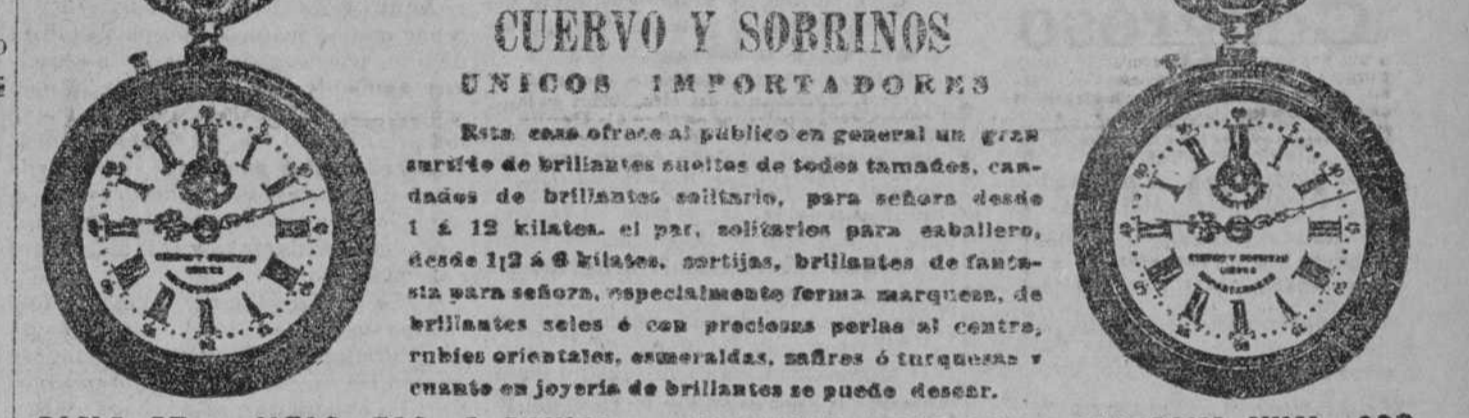 CUERVO Y SOBRINOS
UNICOS IMPORTADORES
Esta casa ofrece al público en general un gran
surtido de brillantes sueltos de todos tamaños, can-
dados de brillantes solitario, para señora desde
1 á 12 kilates. el par, solitarios para caballero,
desde 1|2 á 6 kilates, sortijas, brillantes de fanta-
sia para señora, especialmente forma marquesa, de
brillantes solos ó con preciosas perlas al centro,
rubíes orientales, esmeraldas, zafiros ó turquesas y
cuanto en joyería de brillantes se puede desear.